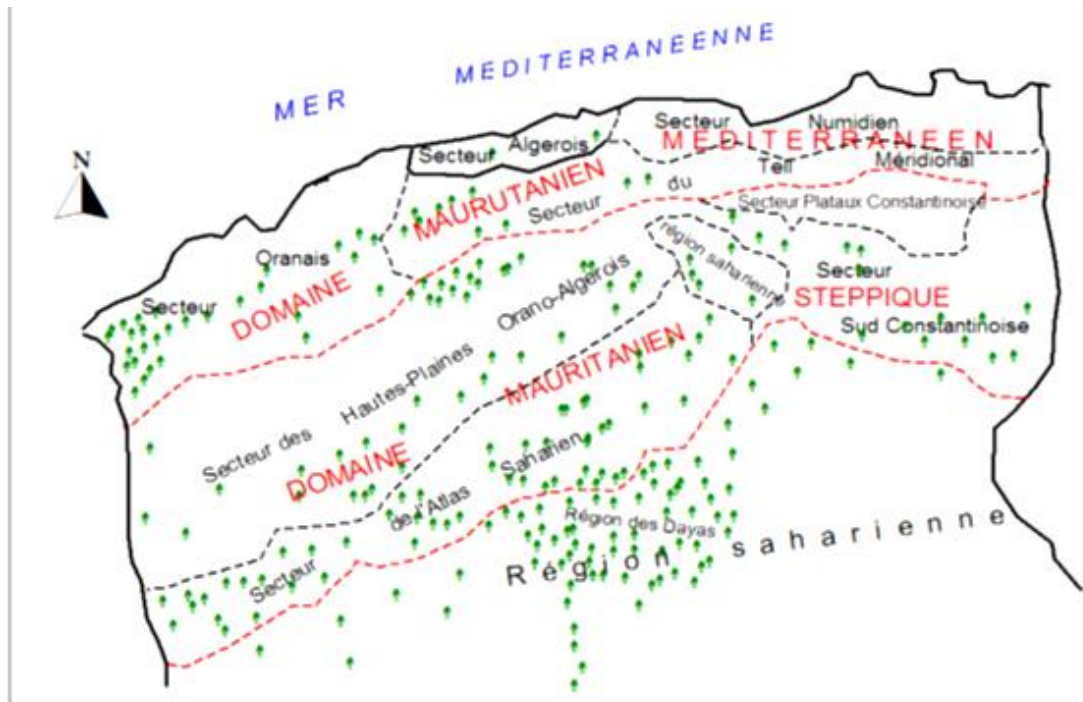 MER MEDITERRANEENNE
N
Secteur Algerois
Secteur Numidien
MEDITERRANEEN
Secteur du Tell Méridional
DOMAINE MAURUTANIEN
Secteur Oranais
Secteur Plataux Constantinoise
région saharienne
Secteur des Hautes-Plaines Orano-Algerois
Secteur
STEPPIQUE
Sud Constantinoise
DOMAINE MAURITANIEN
Secteur de l'Atlas Saharien
Région des Dayas
Région saharienne